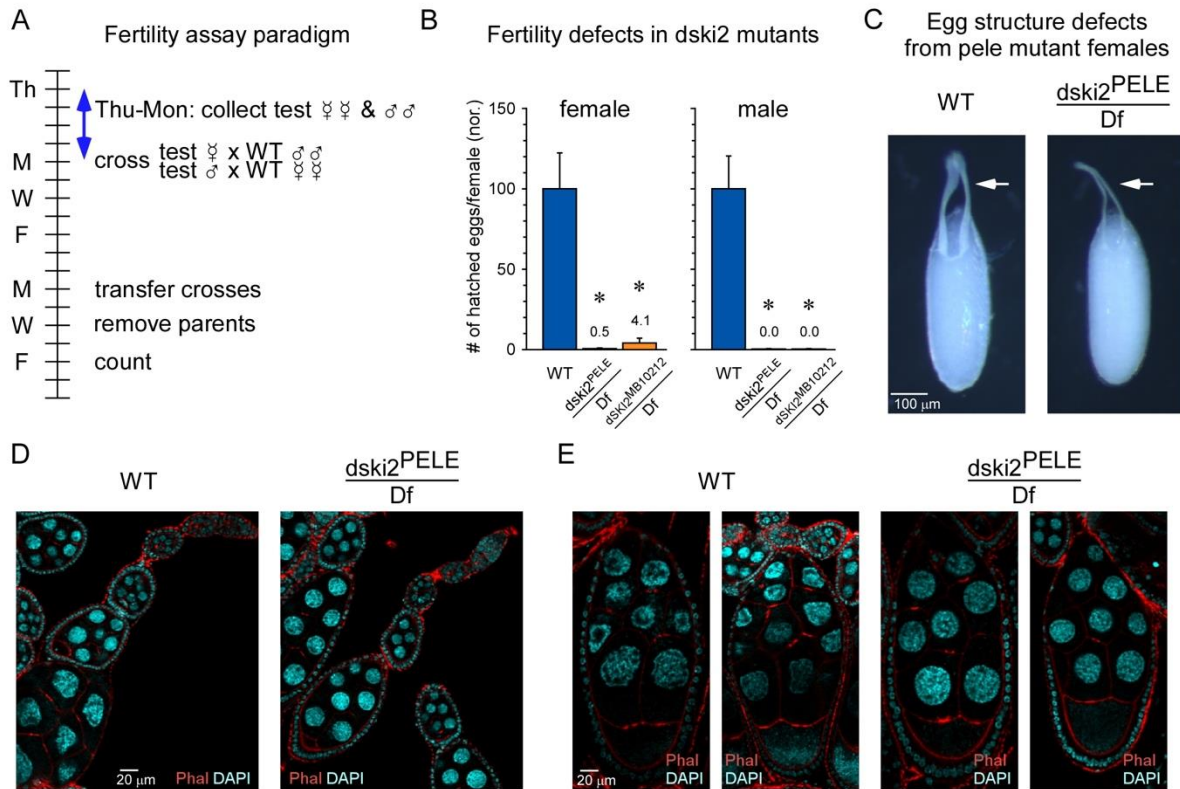 A
Fertility assay paradigm
Th
Thu-Mon: collect test ☿ ☿ & ♂ ♂
M
cross test ☿ x WT ♂ ♂
test ♂ x WT ☿ ☿
W
F
M transfer crosses
W remove parents
F count
B
Fertility defects in dski2 mutants
# of hatched eggs/female (nor.)
150
100
50
0
female
*
0.5
*
4.1
WT
dski2PELE
Df
dSKI2MB10212
Df
male
*
0.0
*
0.0
WT
dski2PELE
Df
dSKI2MB10212
Df
C
Egg structure defects
from pele mutant females
WT
dski2PELE
Df
100 μm
D
WT
dski2PELE
Df
20 μm
Phal DAPI
Phal DAPI
E
WT
dski2PELE
Df
20 μm
Phal
DAPI
Phal
DAPI
Phal
DAPI
Phal
DAPI